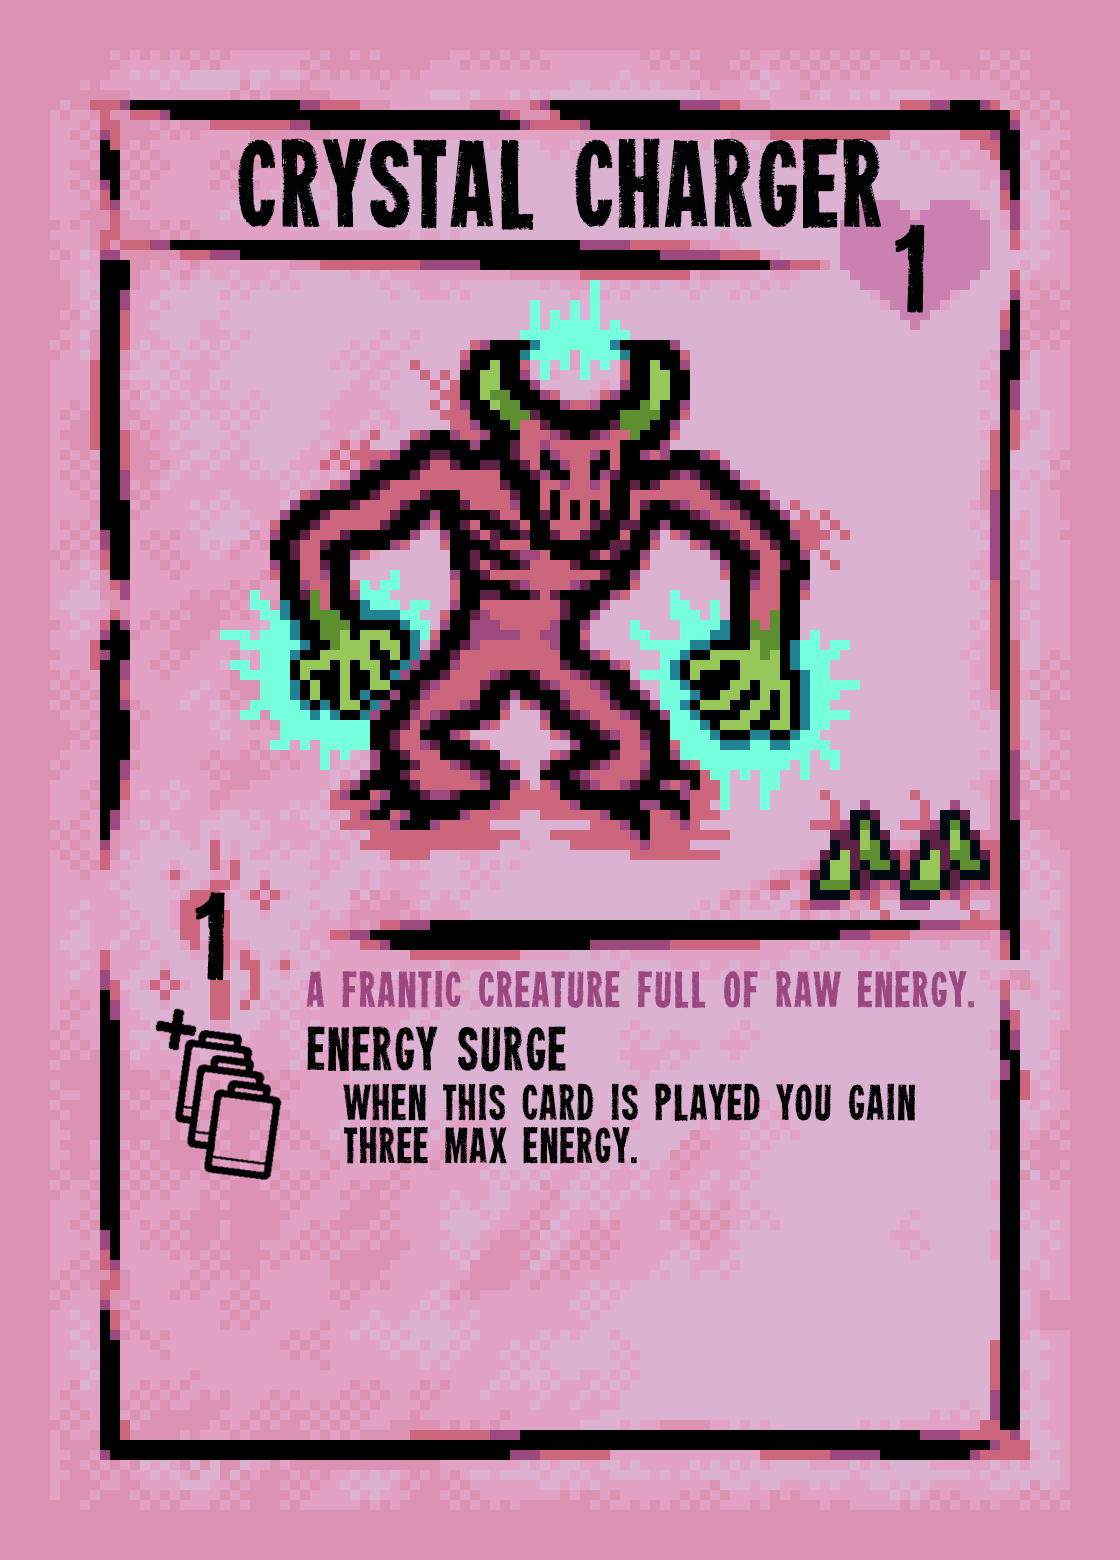 CRYSTAL CHARGER
1
1
A FRANTIC CREATURE FULL OF RAW ENERGY.
ENERGY SURGE
WHEN THIS CARD IS PLAYED YOU GAIN
THREE MAX ENERGY.